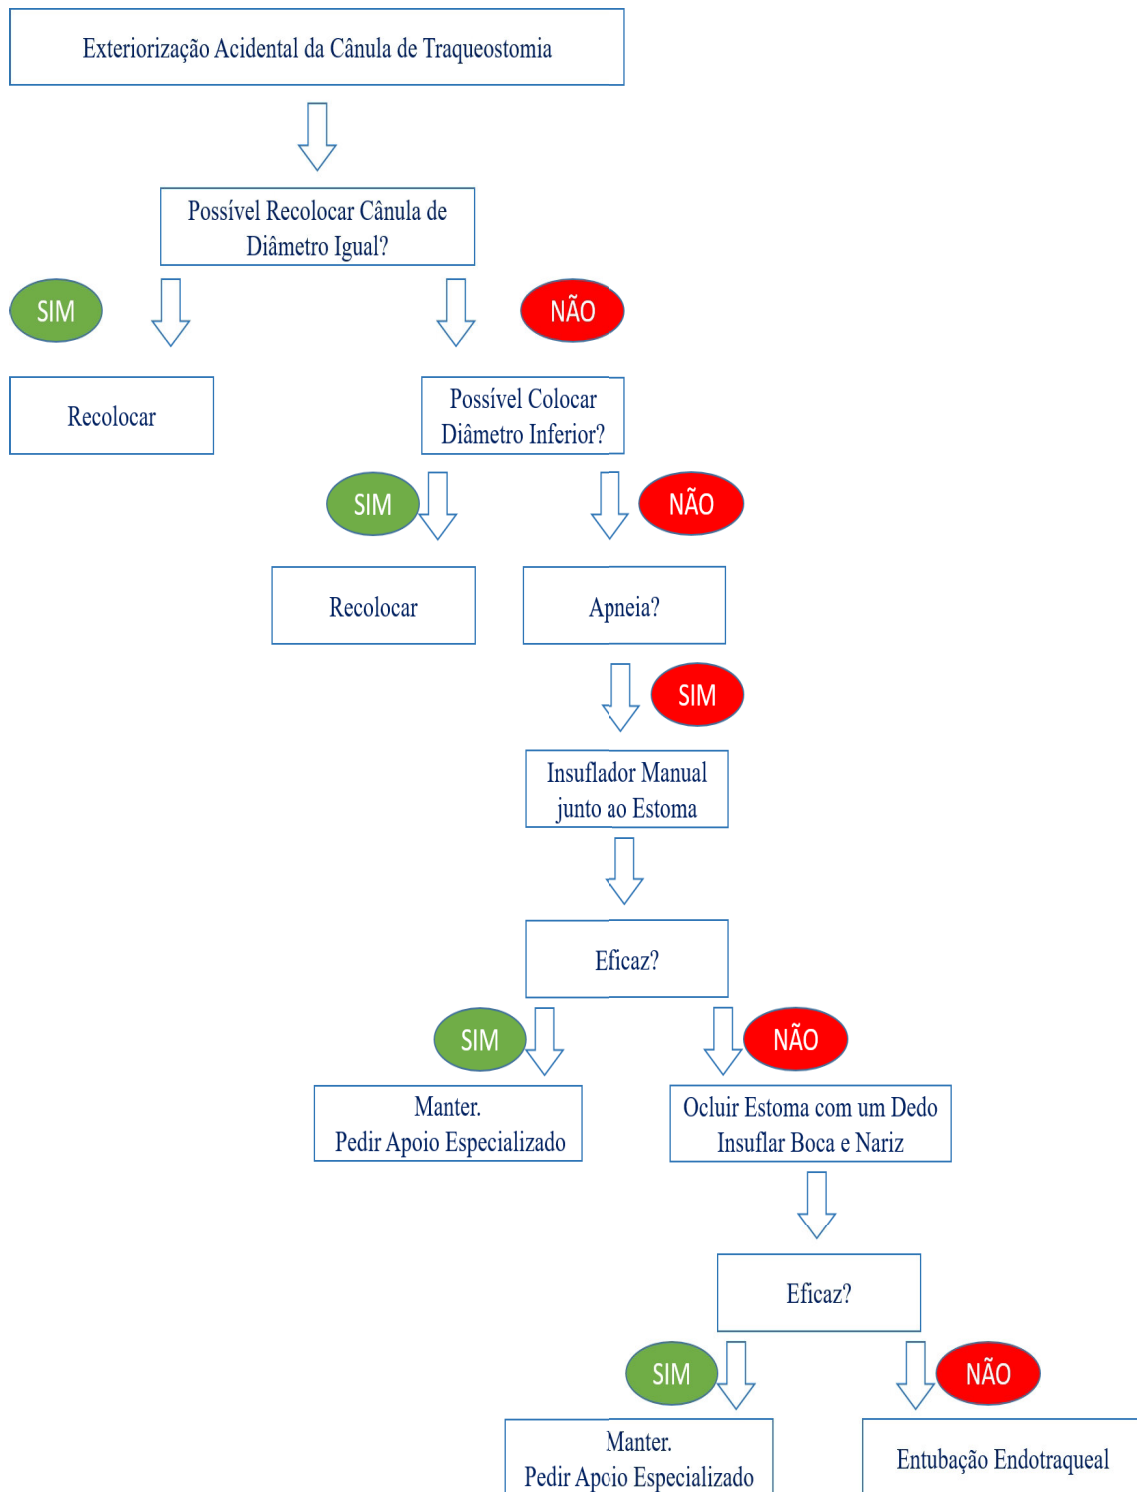 Exteriorização Acidental da Cânula de Traqueostomia
Possível Recolocar Cânula de
Diâmetro Igual?
SIM
NÃO
Recolocar
Possível Colocar
Diâmetro Inferior?
SIM
NÃO
Recolocar
Apneia?
SIM
Insuflador Manual
junto ao Estoma
Eficaz?
SIM
NÃO
Manter.
Pedir Apoio Especializado
Ocluir Estoma com um Dedo
Insuflar Boca e Nariz
Eficaz?
SIM
NÃO
Manter.
Pedir Apoio Especializado
Entubação Endotraqueal